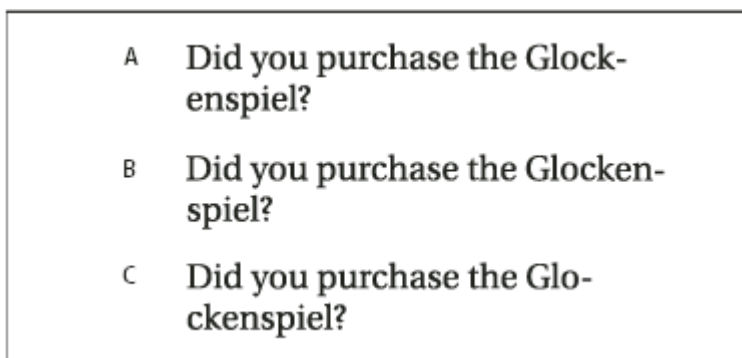 A Did you purchase the Glock-
enspiel?
B Did you purchase the Glocken-
spiel?
C Did you purchase the Glo-
ckenspiel?